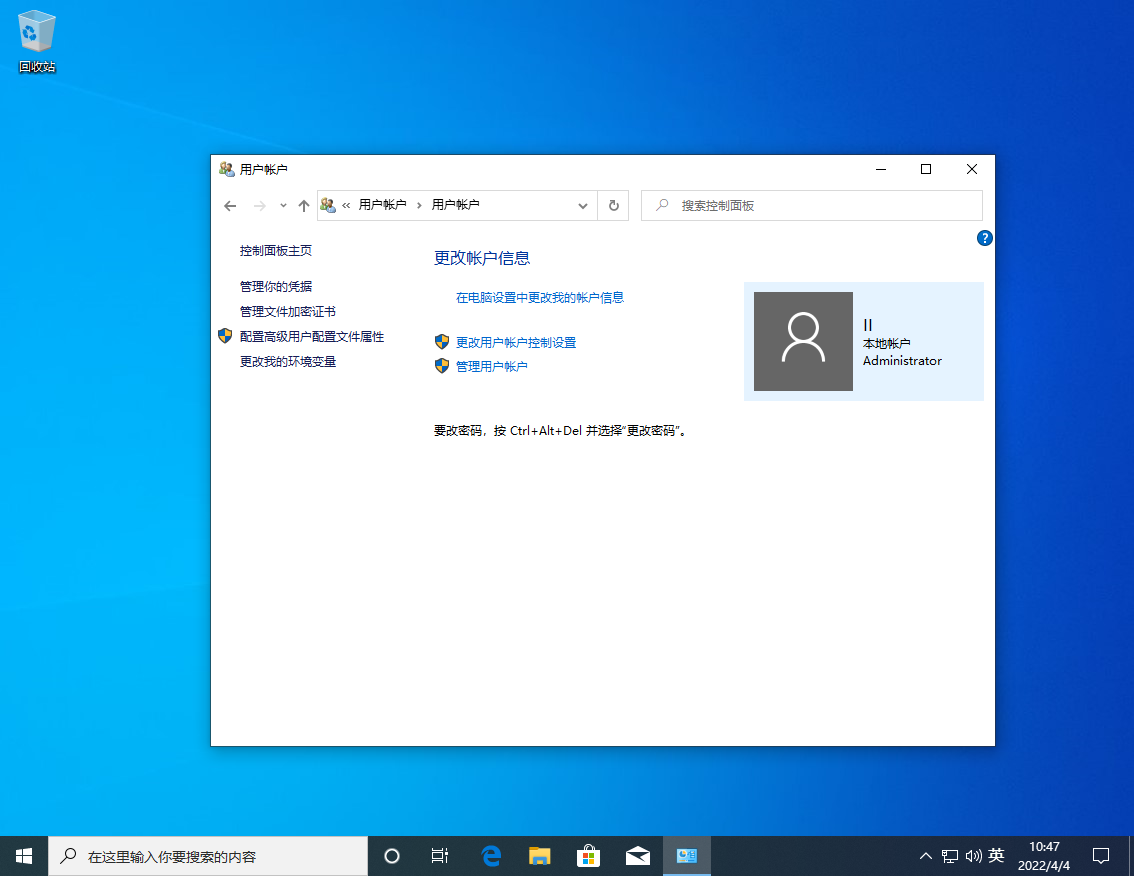 回收站
用户帐户
« 用户帐户 › 用户帐户
搜索控制面板
控制面板主页
管理你的凭据
管理文件加密证书
配置高级用户配置文件属性
更改我的环境变量
更改帐户信息
在电脑设置中更改我的帐户信息
更改用户帐户控制设置
管理用户帐户
II
本地帐户
Administrator
要改密码，按 Ctrl+Alt+Del 并选择“更改密码”。
在这里输入你要搜索的内容
英
10:47
2022/4/4